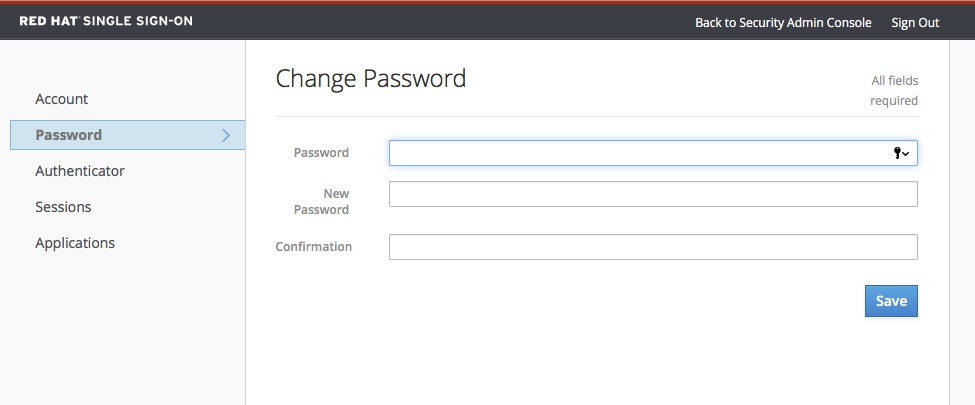 RED HAT® SINGLE SIGN-ON
Back to Security Admin Console
Sign Out
Account
Password
Authenticator
Sessions
Applications
Change Password
All fields
required
Password
New
Password
Confirmation
Save